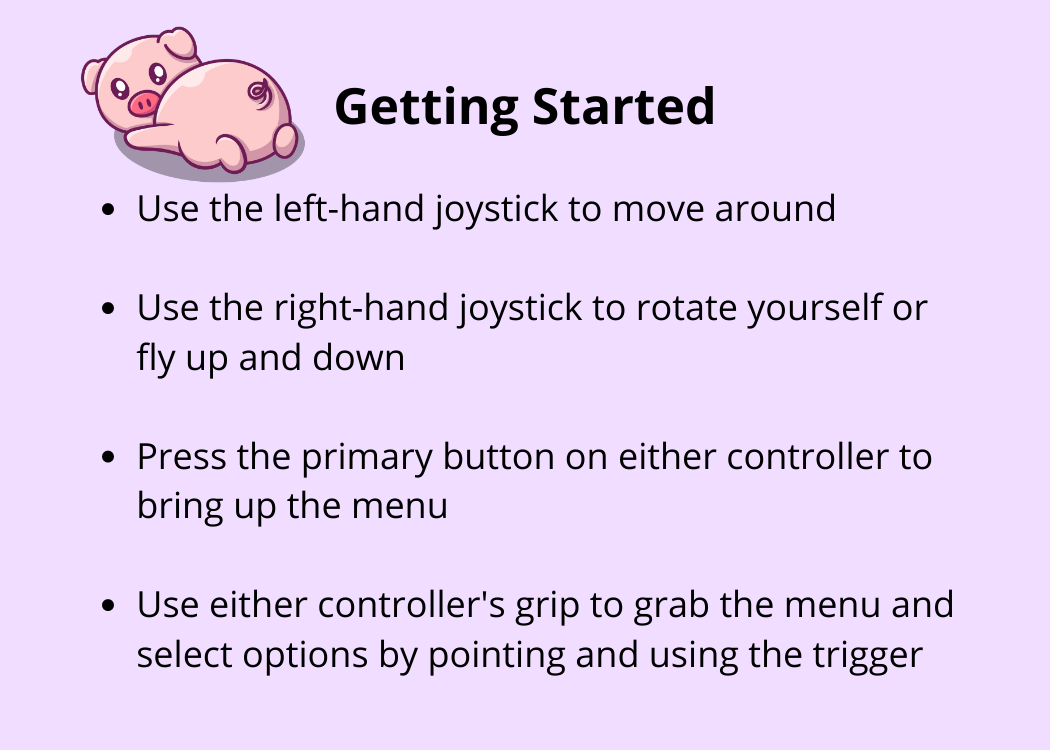 Getting Started
• Use the left-hand joystick to move around
• Use the right-hand joystick to rotate yourself or
fly up and down
• Press the primary button on either controller to
bring up the menu
• Use either controller's grip to grab the menu and
select options by pointing and using the trigger